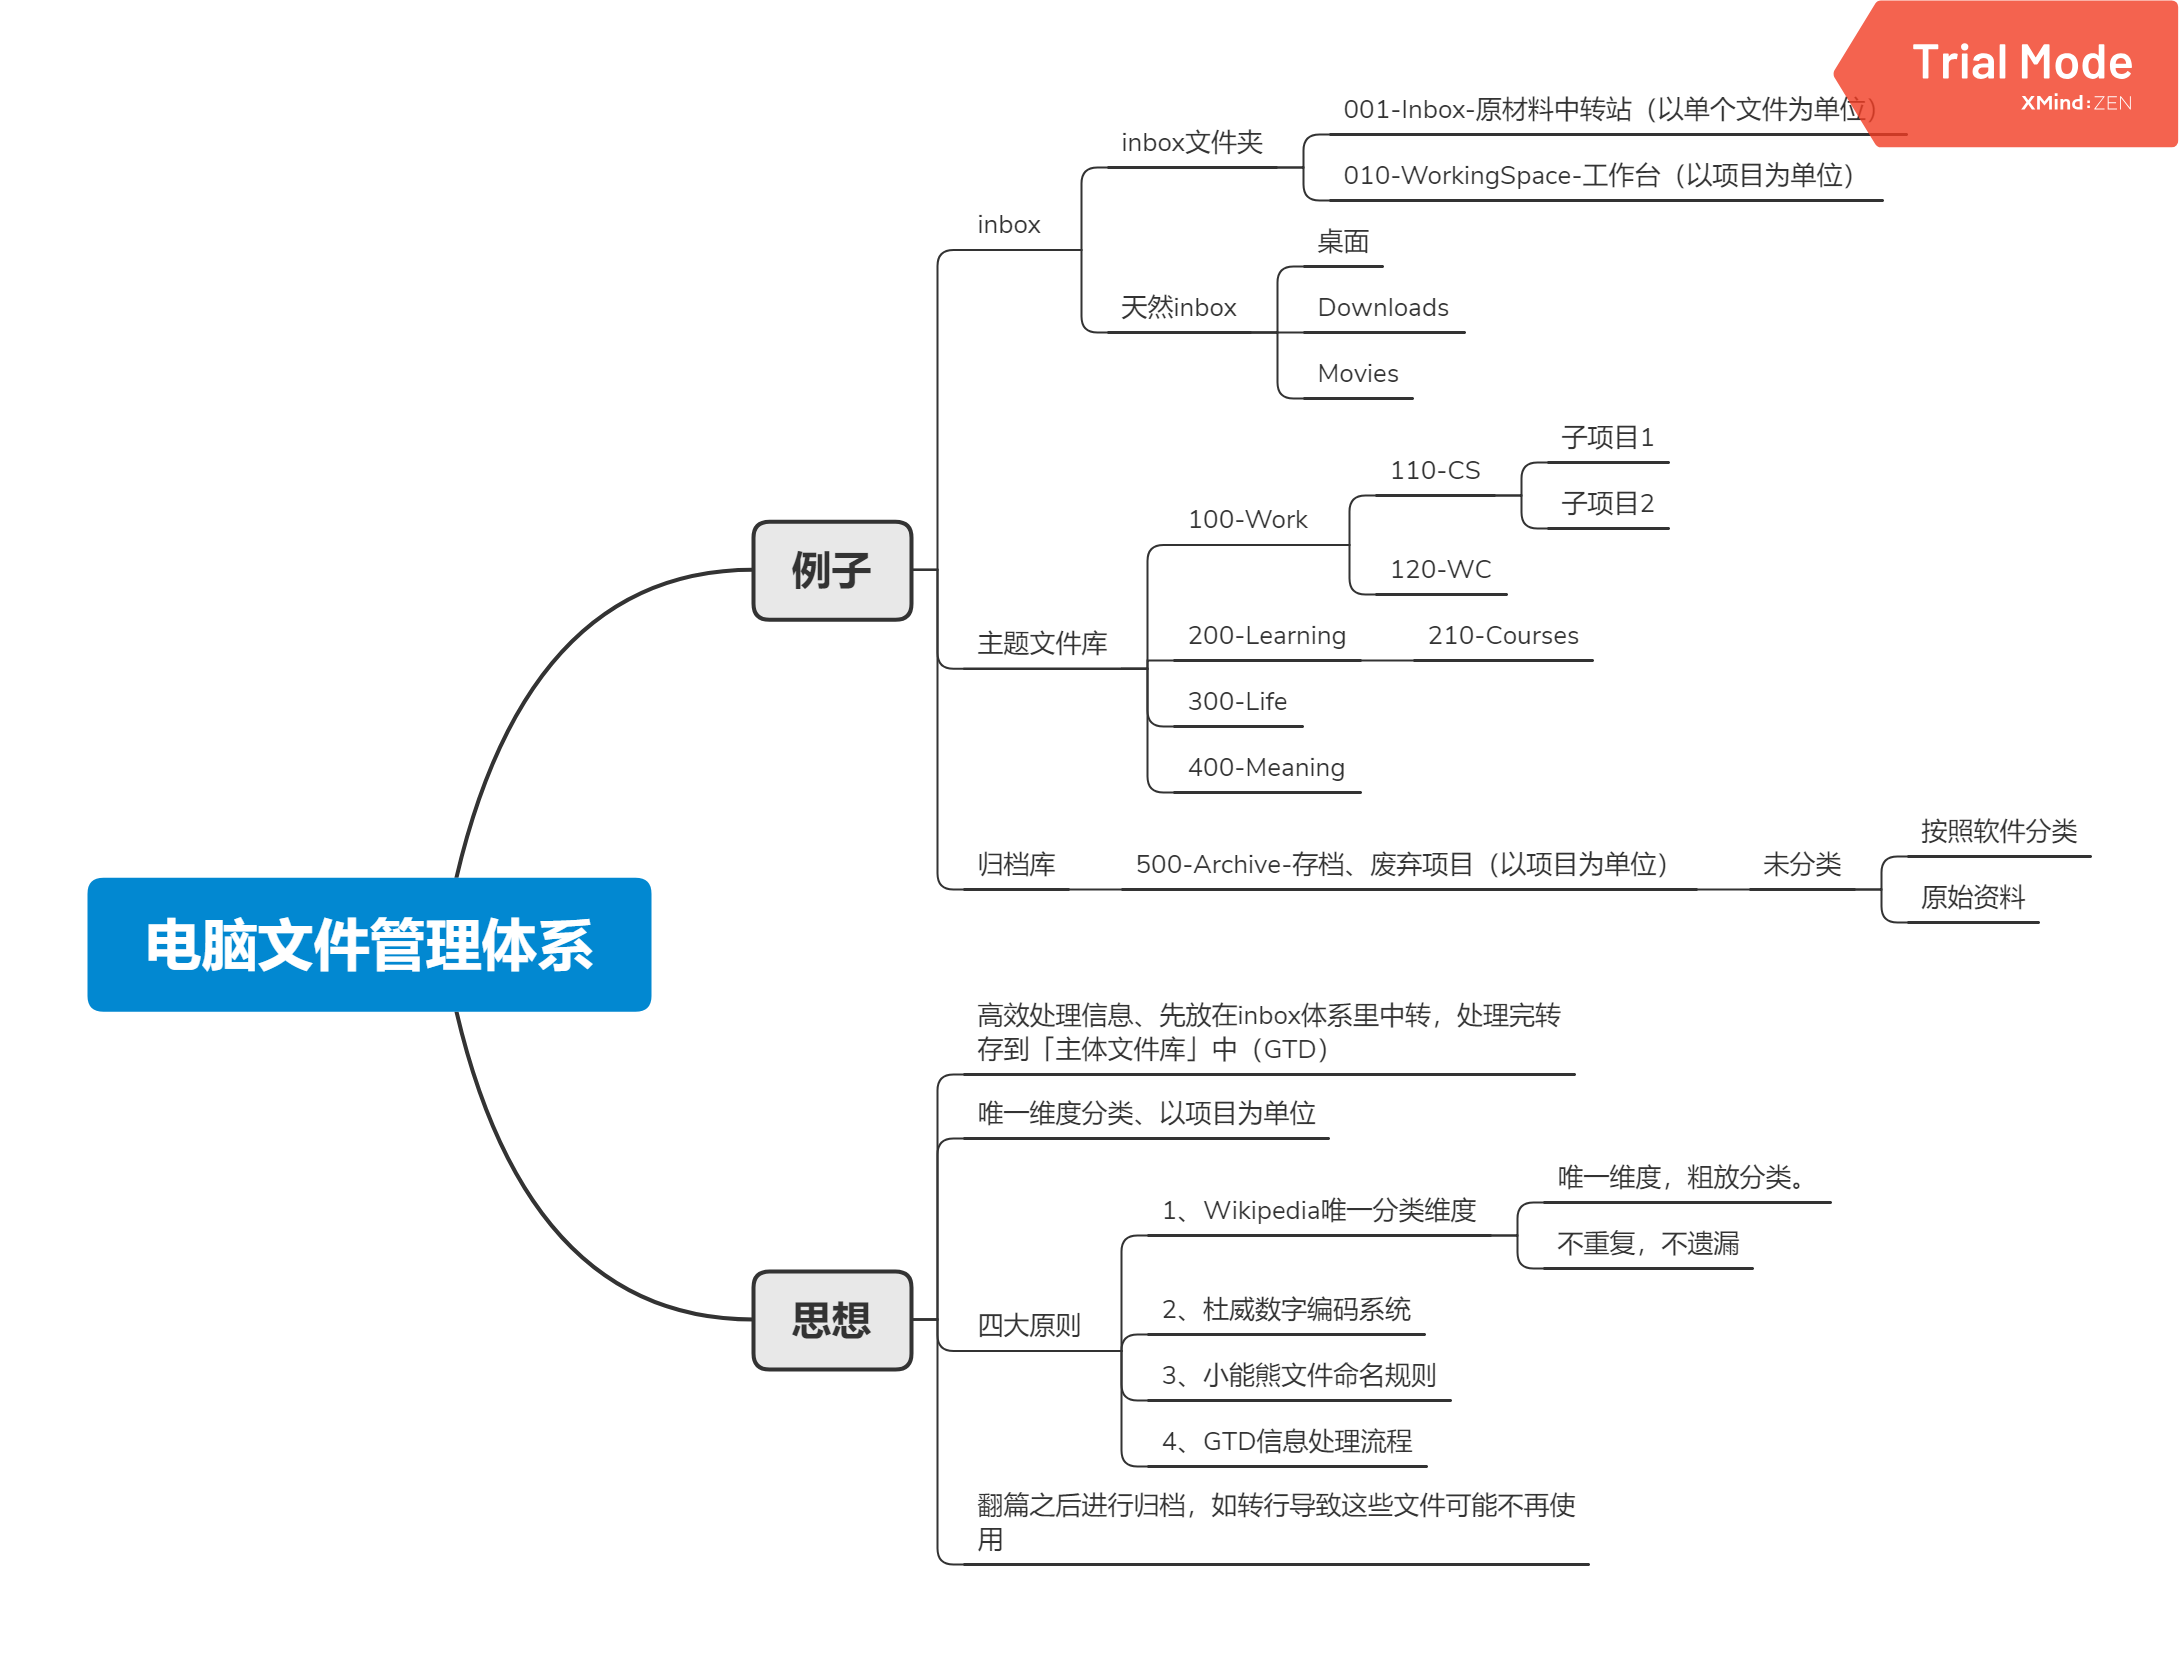 Trial Mode
XMind:ZEN
001-Inbox-原材料中转站（以单个文件为单位）
inbox文件夹
010-WorkingSpace-工作台（以项目为单位）
inbox
桌面
天然inbox
Downloads
Movies
子项目1
110-CS
子项目2
100-Work
120-WC
例子
主题文件库
200-Learning
210-Courses
300-Life
400-Meaning
按照软件分类
归档库
500-Archive-存档、废弃项目（以项目为单位）
未分类
原始资料
电脑文件管理体系
高效处理信息、先放在inbox体系里中转，处理完转
存到「主体文件库」中（GTD）
唯一维度分类、以项目为单位
唯一维度，粗放分类。
1、Wikipedia唯一分类维度
不重复，不遗漏
2、杜威数字编码系统
思想
四大原则
3、小能熊文件命名规则
4、GTD信息处理流程
翻篇之后进行归档，如转行导致这些文件可能不再使
用